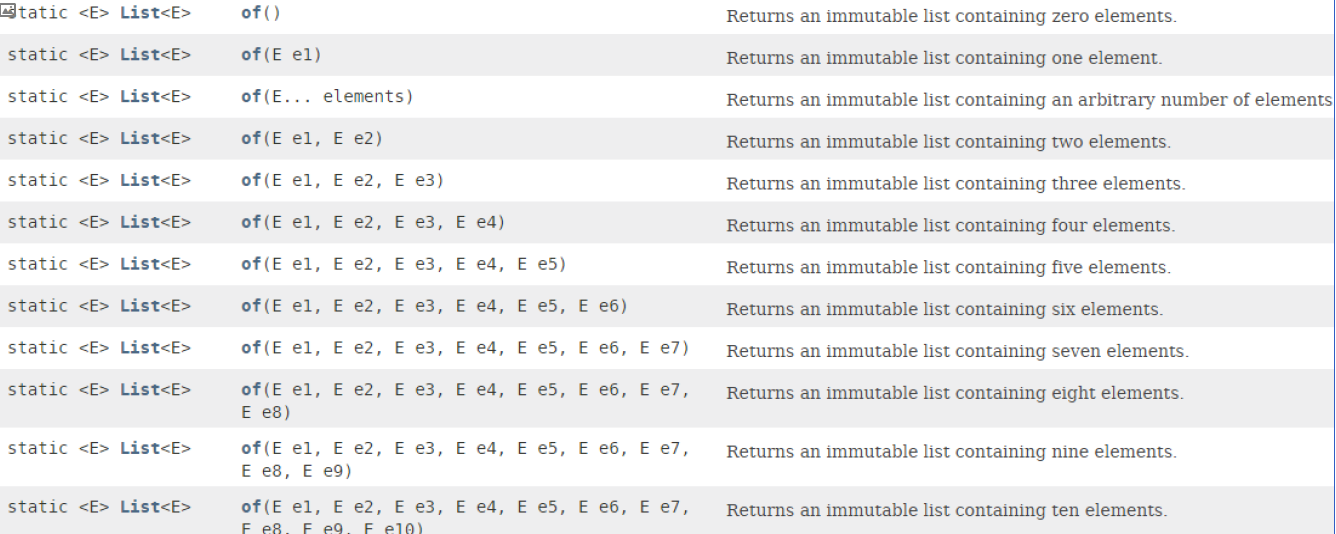 static <E> List<E> of() Returns an immutable list containing zero elements.
static <E> List<E> of(E e1) Returns an immutable list containing one element.
static <E> List<E> of(E... elements) Returns an immutable list containing an arbitrary number of elements
static <E> List<E> of(E e1, E e2) Returns an immutable list containing two elements.
static <E> List<E> of(E e1, E e2, E e3) Returns an immutable list containing three elements.
static <E> List<E> of(E e1, E e2, E e3, E e4) Returns an immutable list containing four elements.
static <E> List<E> of(E e1, E e2, E e3, E e4, E e5) Returns an immutable list containing five elements.
static <E> List<E> of(E e1, E e2, E e3, E e4, E e5, E e6) Returns an immutable list containing six elements.
static <E> List<E> of(E e1, E e2, E e3, E e4, E e5, E e6, E e7) Returns an immutable list containing seven elements.
static <E> List<E> of(E e1, E e2, E e3, E e4, E e5, E e6, E e7, Returns an immutable list containing eight elements.
E e8)
static <E> List<E> of(E e1, E e2, E e3, E e4, E e5, E e6, E e7, Returns an immutable list containing nine elements.
E e8, E e9)
static <E> List<E> of(E e1, E e2, E e3, E e4, E e5, E e6, E e7, Returns an immutable list containing ten elements.
E e8, E e9, E e10)